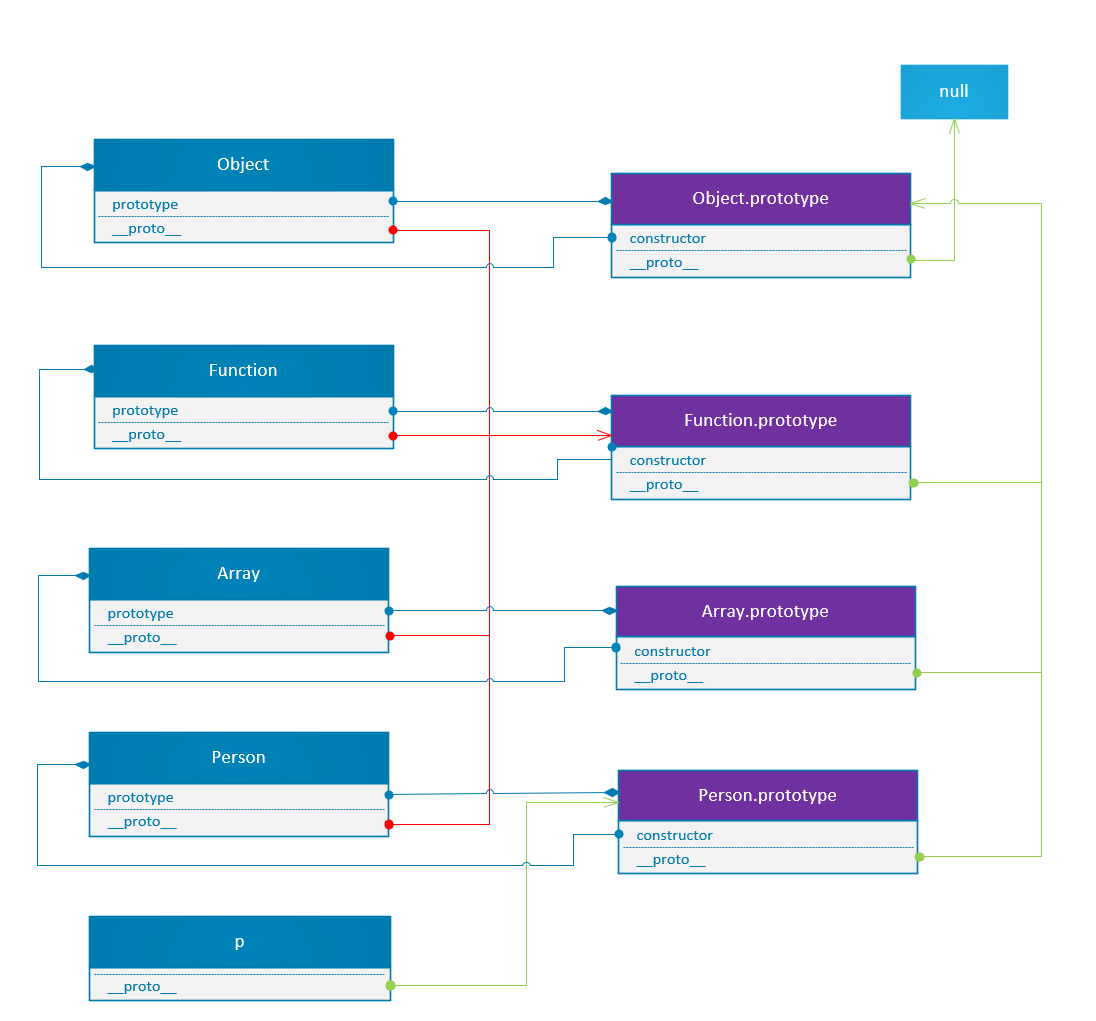 null
Object
prototype
__proto__
Object.prototype
constructor
__proto__
Function
prototype
__proto__
Function.prototype
constructor
__proto__
Array
prototype
__proto__
Array.prototype
constructor
__proto__
Person
prototype
__proto__
Person.prototype
constructor
__proto__
p
__proto__